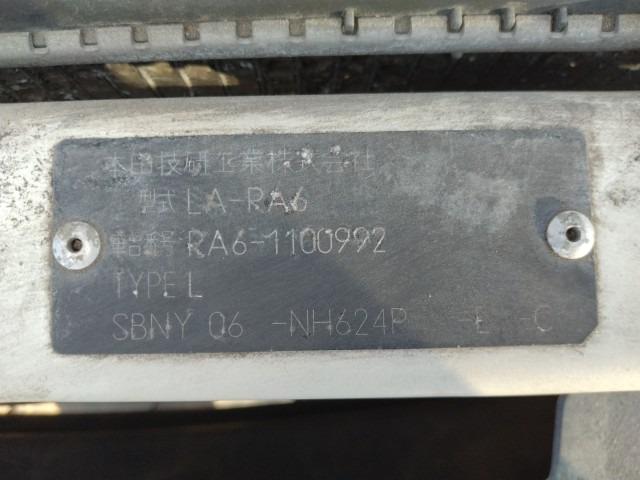 本田技研工業株式会社
型式 LA-RA6
車台番号 RA6-1100992
TYPE L
SBNY 06 -NH624P -E -C